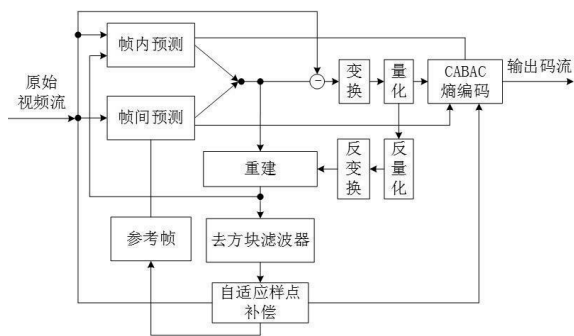 原始
视频流
帧内预测
帧间预测
−
变
换
量
化
CABAC
熵编码
输出码流
重建
反
变
换
反
量
化
参考帧
去方块滤波器
自适应样点
补偿